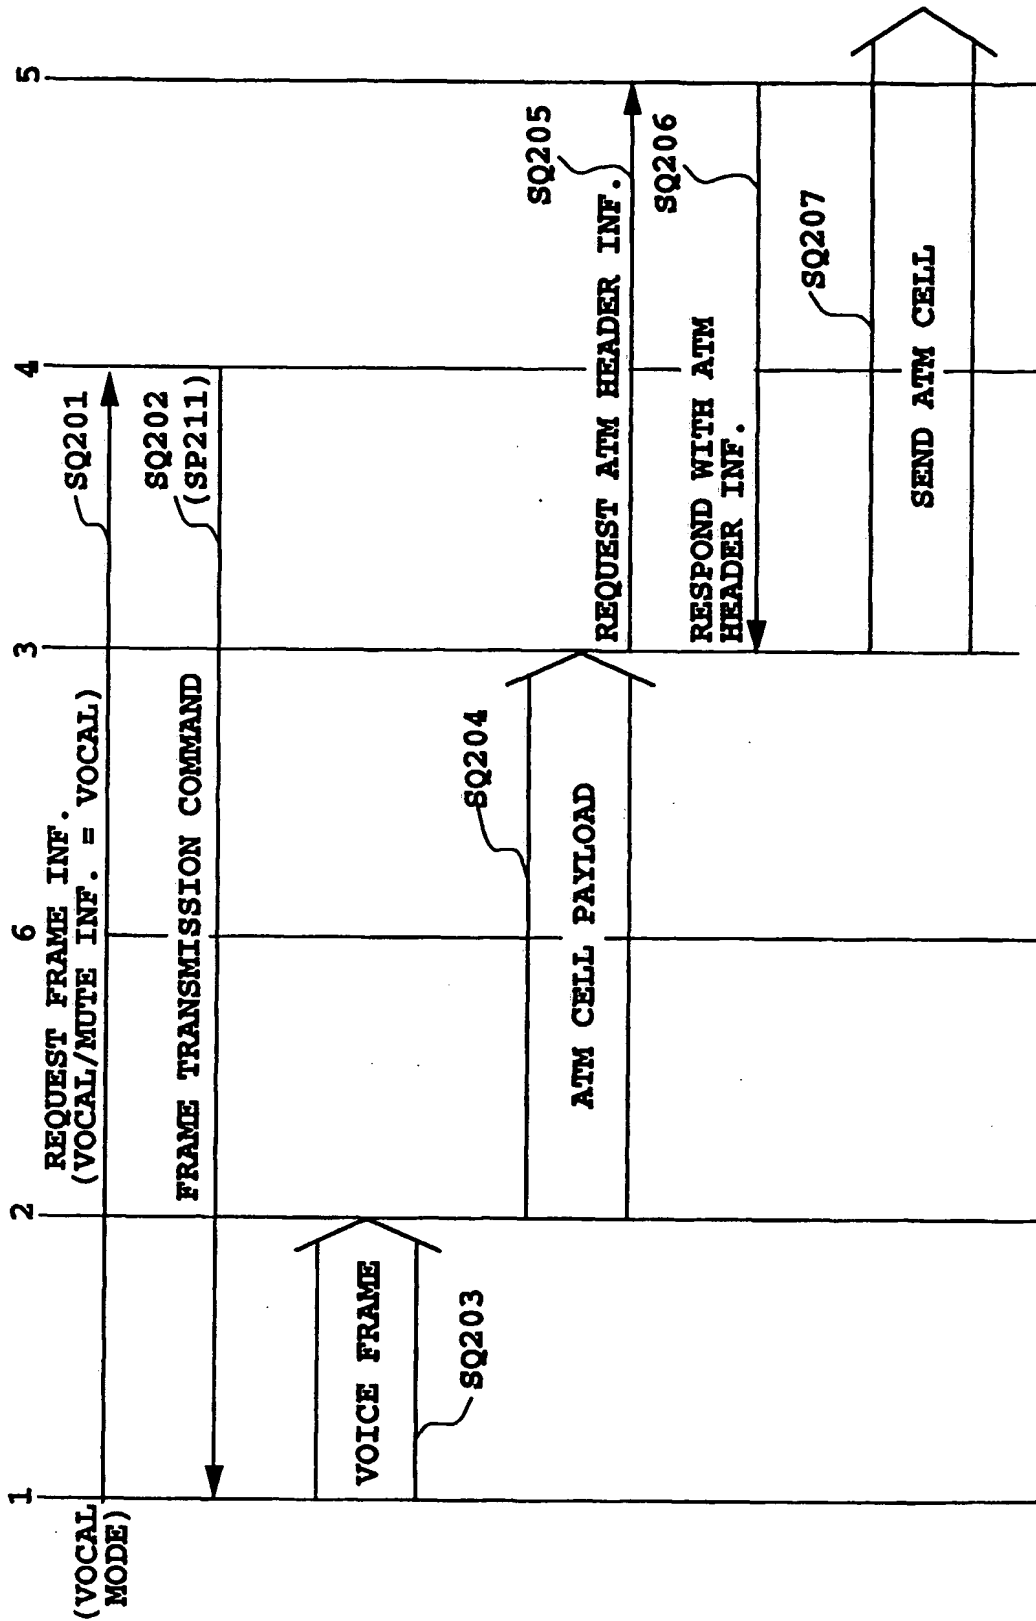 1
2
6
3
4
5
(VOCAL
MODE)
REQUEST FRAME INF.
(VOCAL/MUTE INF. = VOCAL)
SQ201
FRAME TRANSMISSION COMMAND
SQ202
(SP211)
VOICE FRAME
SQ203
ATM CELL PAYLOAD
SQ204
REQUEST ATM HEADER INF.
SQ205
RESPOND WITH ATM
HEADER INF.
SQ206
SEND ATM CELL
SQ207